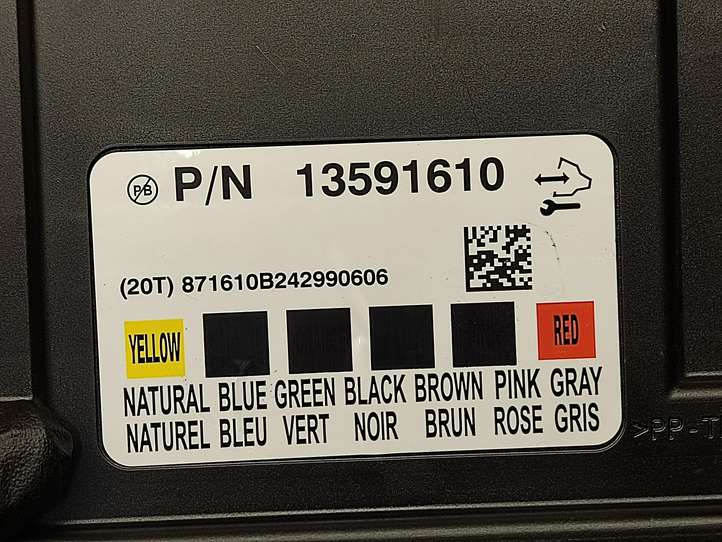 PB P/N 13591610
(20T) 871610B242990606
YELLOW RED
NATURAL BLUE GREEN BLACK BROWN PINK GRAY
NATUREL BLEU VERT NOIR BRUN ROSE GRIS
>PP-T